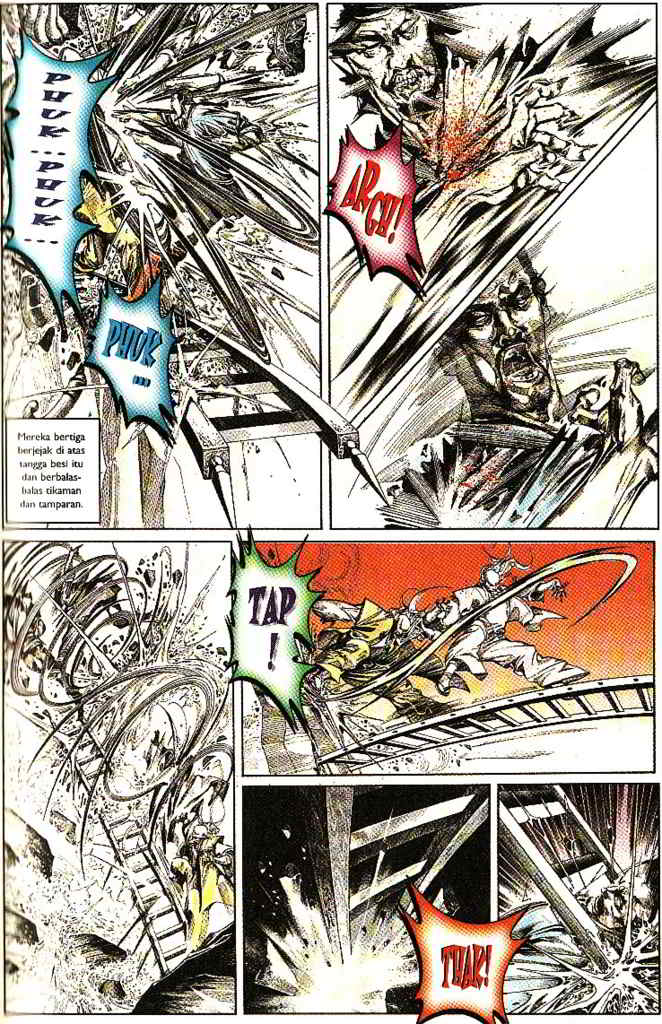 PHUK
...PHUK
...
PHUK
...
Mereka bertiga
berjejak di atas
tangga besi itu
dan berbalas-
balas tikaman
dan tamparan.
ARGH!
TAP
!
THAK!